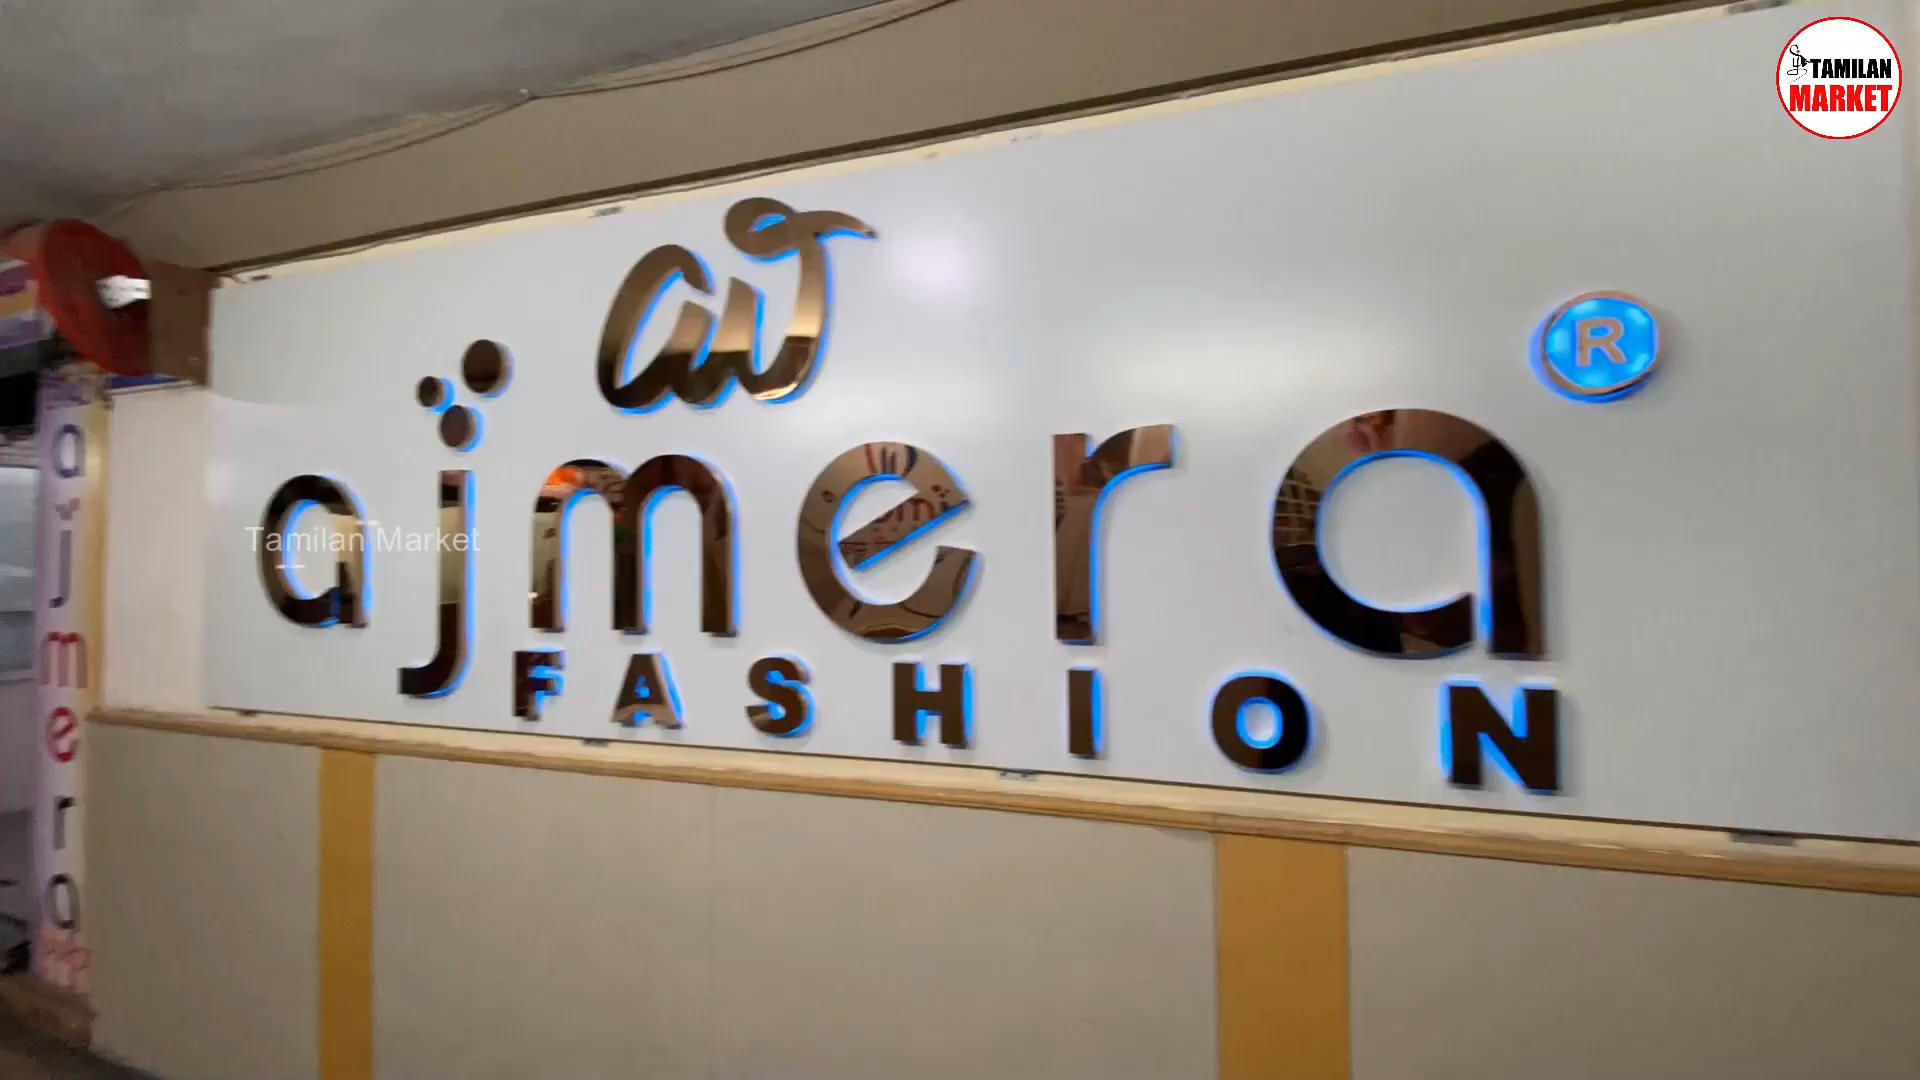 TAMILAN
MARKET
R
ajmera
FASHION
Tamilan Market
ajmera